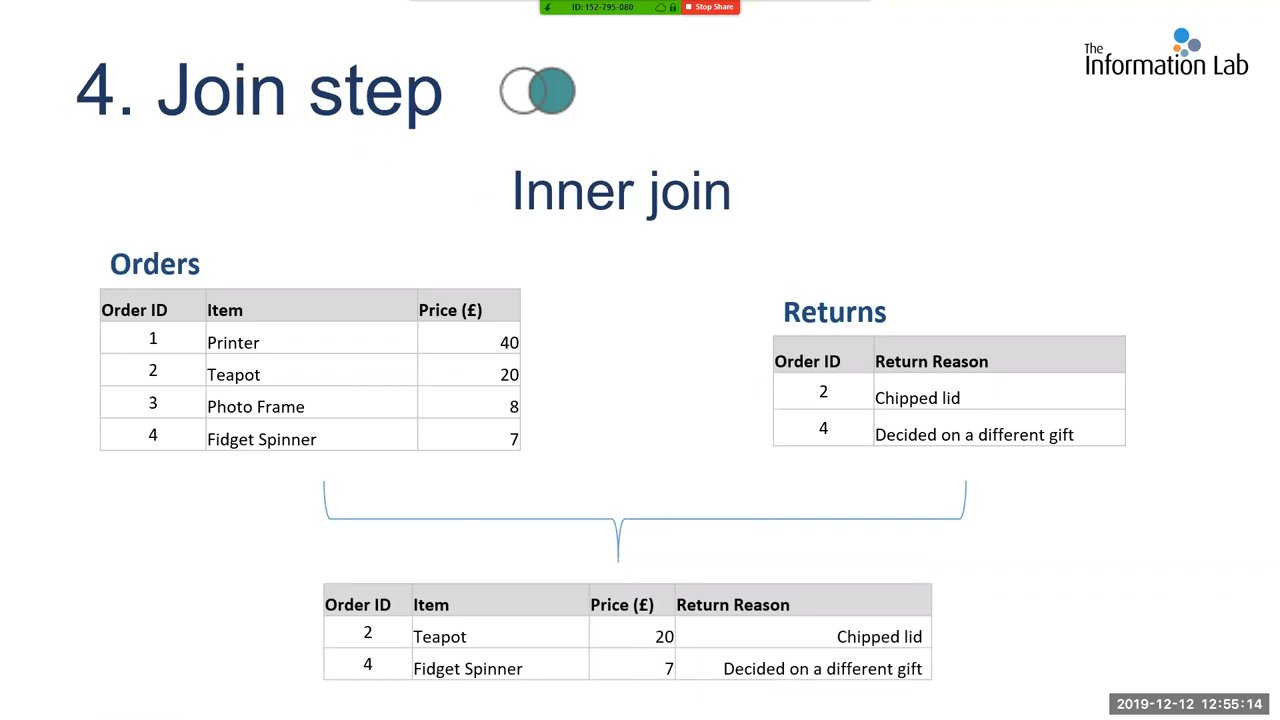 ID: 152-795-080 Stop Share
The
Information Lab
4. Join step
Inner join
Orders
Order ID Item Price (£)
1 Printer 40
2 Teapot 20
3 Photo Frame 8
4 Fidget Spinner 7
Returns
Order ID Return Reason
2 Chipped lid
4 Decided on a different gift
Order ID Item Price (£) Return Reason
2 Teapot 20 Chipped lid
4 Fidget Spinner 7 Decided on a different gift
2019-12-12 12:55:14